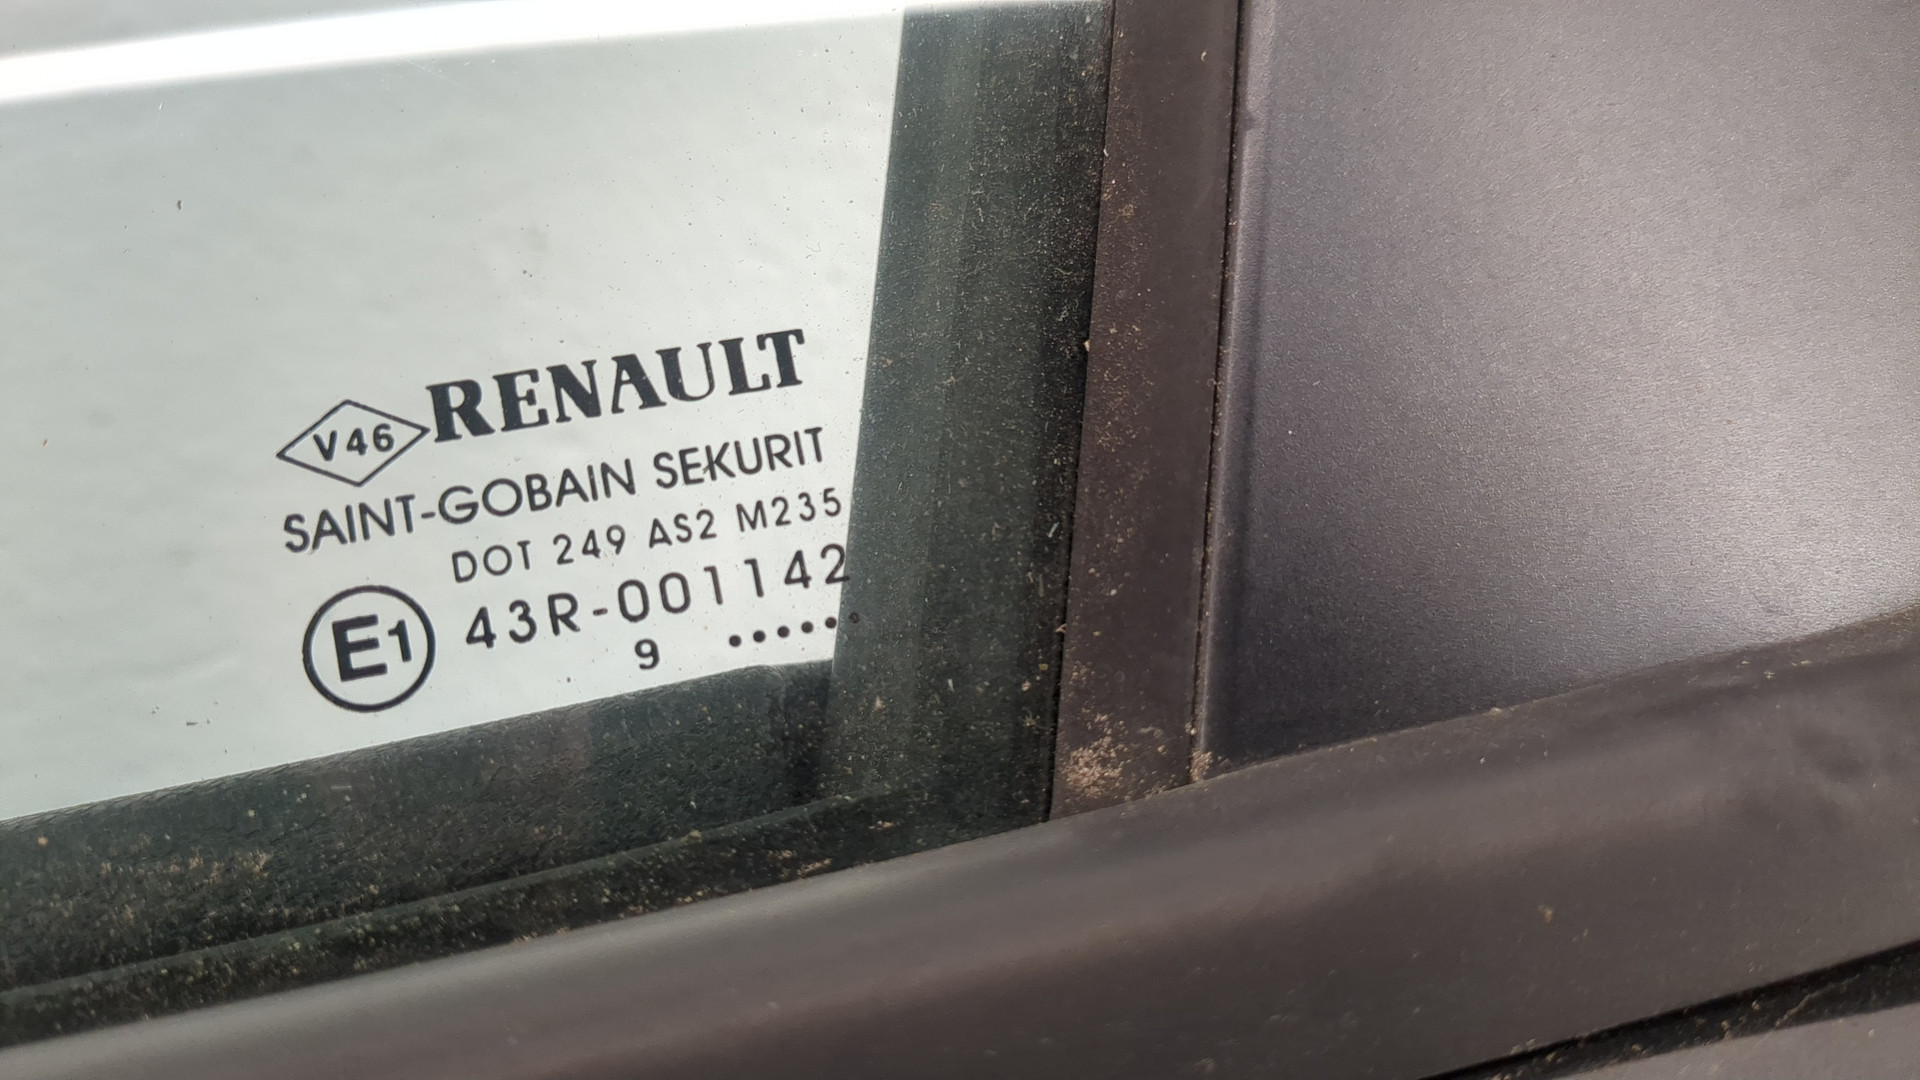 V46 RENAULT
SAINT-GOBAIN SEKURIT
DOT 249 AS2 M235
E1 43R-001142
9 ••••••